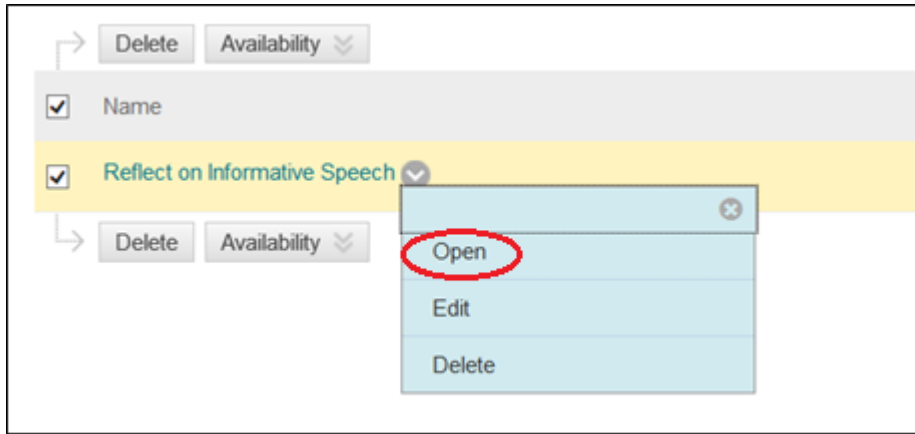 Delete Availability
Name
Reflect on Informative Speech
Delete Availability
Open
Edit
Delete